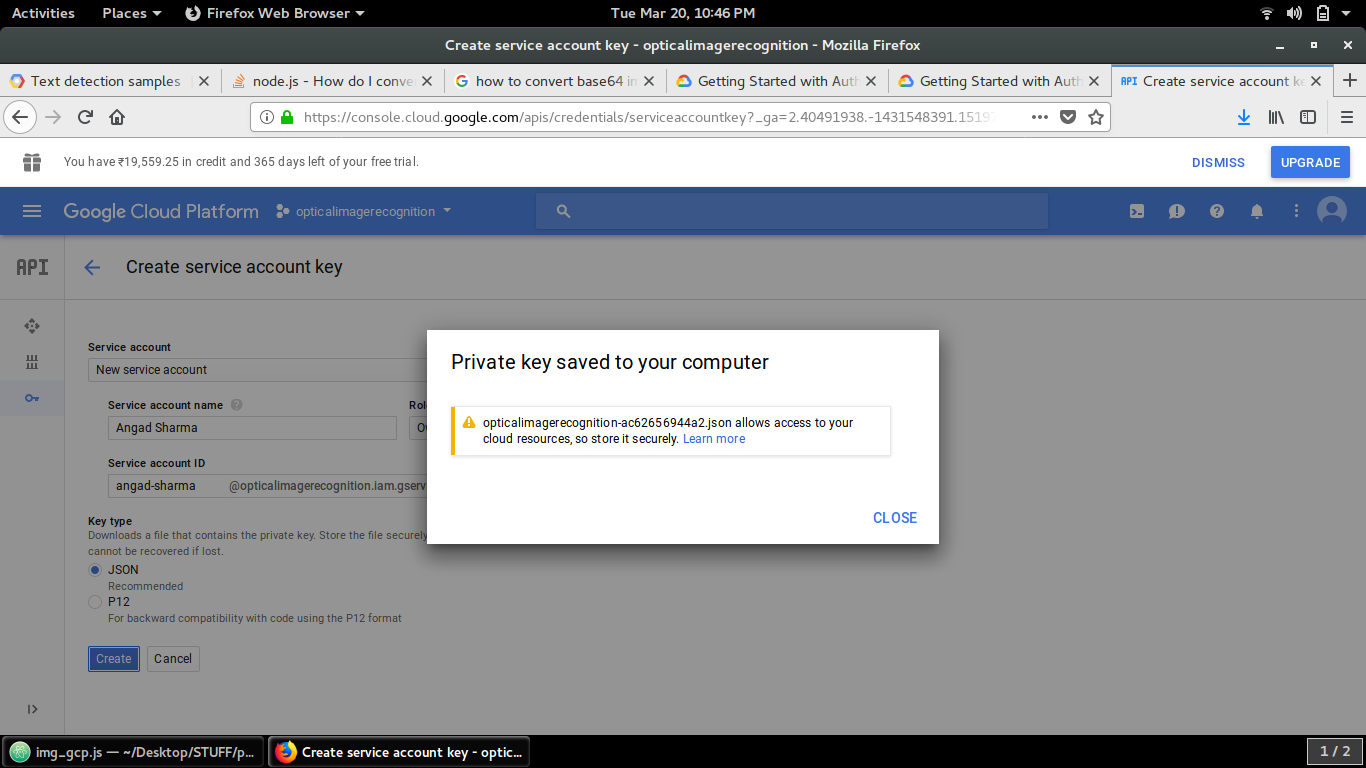 Activities Places Firefox Web Browser Tue Mar 20, 10:46 PM
Create service account key - opticalimagerecognition - Mozilla Firefox
Text detection samples node.js - How do I conve how to convert base64 in Getting Started with Auth Getting Started with Auth API Create service account ke
https://console.cloud.google.com/apis/credentials/serviceaccountkey?_ga=2.40491938.-1431548391.1519
You have ₹19,559.25 in credit and 365 days left of your free trial. DISMISS UPGRADE
Google Cloud Platform opticalimagerecognition
API Create service account key
Service account
New service account
Service account name Rol
Angad Sharma O
Service account ID
angad-sharma @opticalimagerecognition.iam.gserv
Key type
Downloads a file that contains the private key. Store the file securely
cannot be recovered if lost.
JSON
Recommended
P12
For backward compatibility with code using the P12 format
Create Cancel
Private key saved to your computer
opticalimagerecognition-ac62656944a2.json allows access to your
cloud resources, so store it securely. Learn more
CLOSE
img_gcp.js — ~/Desktop/STUFF/p... Create service account key - optic... 1 / 2